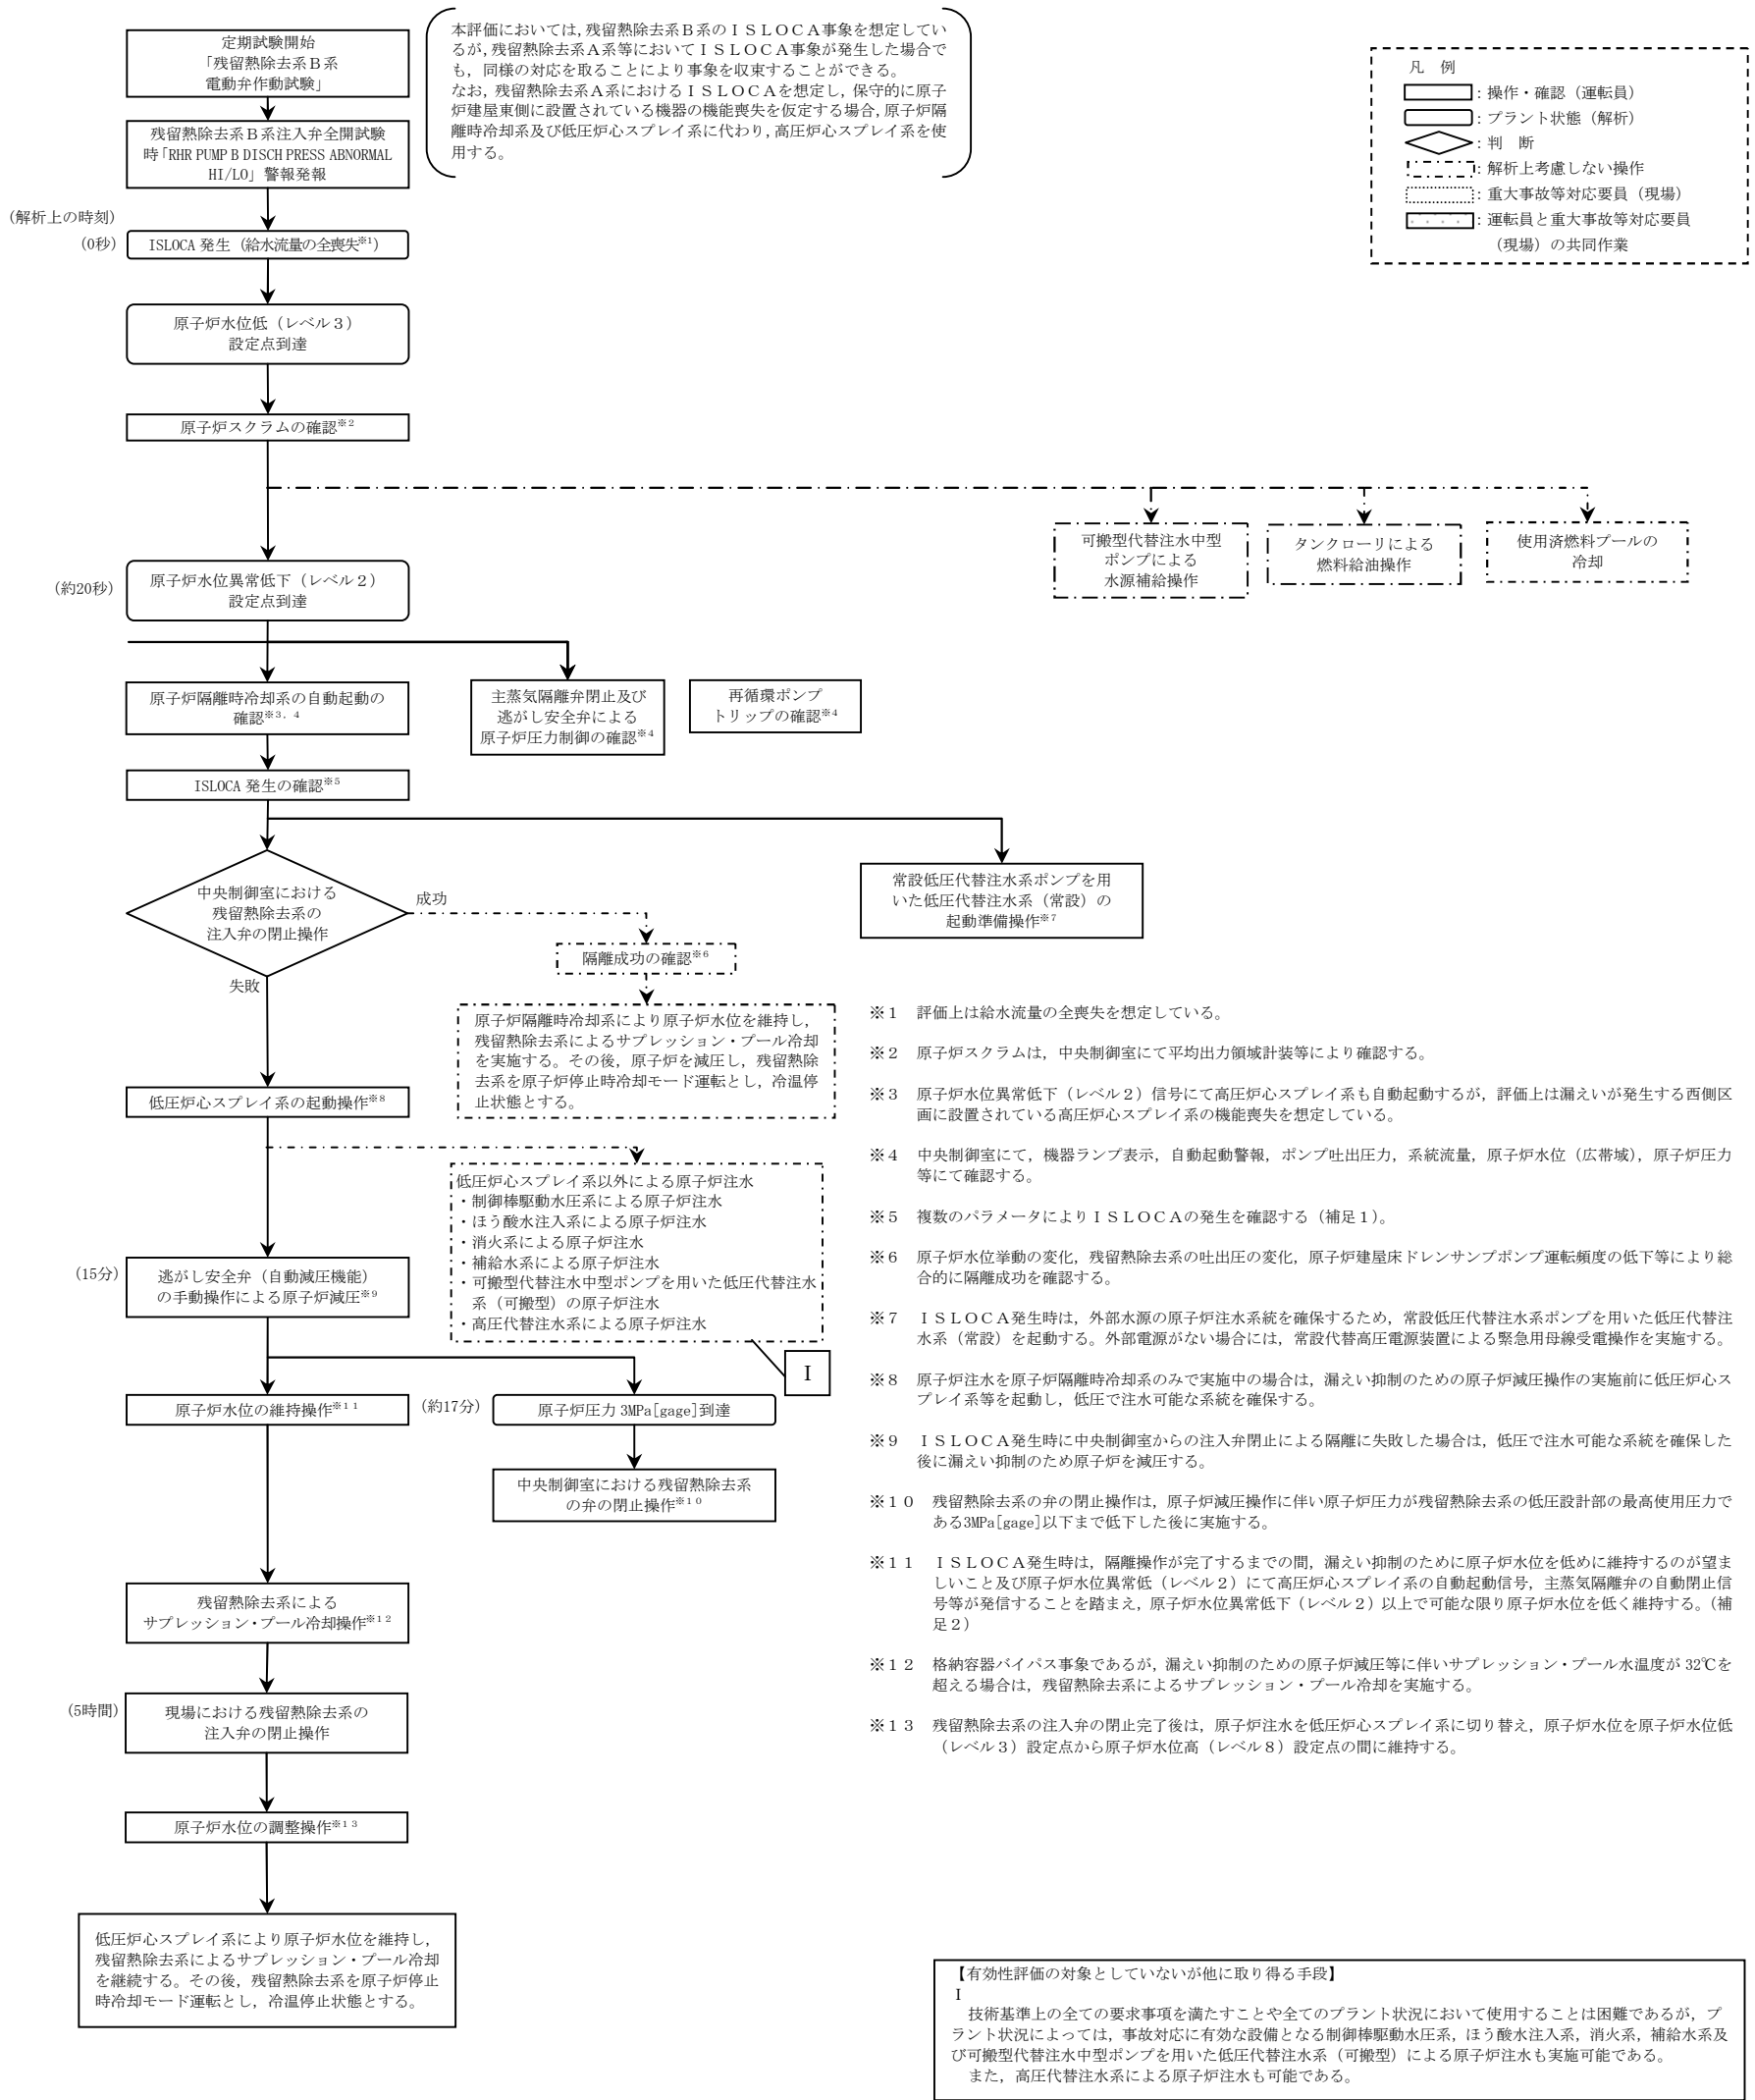 定期試験開始
「残留熱除去系Ｂ系
電動弁作動試験」
残留熱除去系Ｂ系注入弁全開試験
時「RHR PUMP B DISCH PRESS ABNORMAL
HI/LO」警報発報
（解析上の時刻）
（0秒）
ISLOCA 発生（給水流量の全喪失※１）
原子炉水位低（レベル３）
設定点到達
原子炉スクラムの確認※２
（約20秒）
原子炉水位異常低下（レベル２）
設定点到達
原子炉隔離時冷却系の自動起動の
確認※３，４
ISLOCA 発生の確認※５
中央制御室における
残留熱除去系の
注入弁の閉止操作
成功
失敗
低圧炉心スプレイ系の起動操作※８
（15分）
逃がし安全弁（自動減圧機能）
の手動操作による原子炉減圧※９
原子炉水位の維持操作※１１
残留熱除去系による
サプレッション・プール冷却操作※１２
（5時間）
現場における残留熱除去系の
注入弁の閉止操作
原子炉水位の調整操作※１３
低圧炉心スプレイ系により原子炉水位を維持し，
残留熱除去系によるサプレッション・プール冷却
を継続する。その後，残留熱除去系を原子炉停止
時冷却モード運転とし，冷温停止状態とする。
本評価においては，残留熱除去系Ｂ系のＩＳＬＯＣＡ事象を想定してい
るが，残留熱除去系Ａ系等においてＩＳＬＯＣＡ事象が発生した場合で
も，同様の対応を取ることにより事象を収束することができる。
なお，残留熱除去系Ａ系におけるＩＳＬＯＣＡを想定し，保守的に原子
炉建屋東側に設置されている機器の機能喪失を仮定する場合，原子炉隔
離時冷却系及び低圧炉心スプレイ系に代わり，高圧炉心スプレイ系を使
用する。
凡　例
：操作・確認（運転員）
：プラント状態（解析）
：判　断
：解析上考慮しない操作
：重大事故等対応要員（現場）
：運転員と重大事故等対応要員
（現場）の共同作業
可搬型代替注水中型
ポンプによる
水源補給操作
タンクローリによる
燃料給油操作
使用済燃料プールの
冷却
主蒸気隔離弁閉止及び
逃がし安全弁による
原子炉圧力制御の確認※４
再循環ポンプ
トリップの確認※４
常設低圧代替注水系ポンプを用
いた低圧代替注水系（常設）の
起動準備操作※７
隔離成功の確認※６
原子炉隔離時冷却系により原子炉水位を維持し，
残留熱除去系によるサプレッション・プール冷却
を実施する。その後，原子炉を減圧し，残留熱除
去系を原子炉停止時冷却モード運転とし，冷温停
止状態とする。
低圧炉心スプレイ系以外による原子炉注水
・制御棒駆動水圧系による原子炉注水
・ほう酸水注入系による原子炉注水
・消火系による原子炉注水
・補給水系による原子炉注水
・可搬型代替注水中型ポンプを用いた低圧代替注水
系（可搬型）の原子炉注水
・高圧代替注水系による原子炉注水
Ⅰ
（約17分）
原子炉圧力 3MPa[gage]到達
中央制御室における残留熱除去系
の弁の閉止操作※１０
※１　評価上は給水流量の全喪失を想定している。
※２　原子炉スクラムは，中央制御室にて平均出力領域計装等により確認する。
※３　原子炉水位異常低下（レベル２）信号にて高圧炉心スプレイ系も自動起動するが，評価上は漏えいが発生する西側区
画に設置されている高圧炉心スプレイ系の機能喪失を想定している。
※４　中央制御室にて，機器ランプ表示，自動起動警報，ポンプ吐出圧力，系統流量，原子炉水位（広帯域），原子炉圧力
等にて確認する。
※５　複数のパラメータによりＩＳＬＯＣＡの発生を確認する（補足１）。
※６　原子炉水位挙動の変化，残留熱除去系の吐出圧の変化，原子炉建屋床ドレンサンプポンプ運転頻度の低下等により総
合的に隔離成功を確認する。
※７　ＩＳＬＯＣＡ発生時は，外部水源の原子炉注水系統を確保するため，常設低圧代替注水系ポンプを用いた低圧代替注
水系（常設）を起動する。外部電源がない場合には，常設代替高圧電源装置による緊急用母線受電操作を実施する。
※８　原子炉注水を原子炉隔離時冷却系のみで実施中の場合は，漏えい抑制のための原子炉減圧操作の実施前に低圧炉心ス
プレイ系等を起動し，低圧で注水可能な系統を確保する。
※９　ＩＳＬＯＣＡ発生時に中央制御室からの注入弁閉止による隔離に失敗した場合は，低圧で注水可能な系統を確保した
後に漏えい抑制のため原子炉を減圧する。
※１０　残留熱除去系の弁の閉止操作は，原子炉減圧操作に伴い原子炉圧力が残留熱除去系の低圧設計部の最高使用圧力で
ある3MPa[gage]以下まで低下した後に実施する。
※１１　ＩＳＬＯＣＡ発生時は，隔離操作が完了するまでの間，漏えい抑制のために原子炉水位を低めに維持するのが望ま
しいこと及び原子炉水位異常低（レベル２）にて高圧炉心スプレイ系の自動起動信号，主蒸気隔離弁の自動閉止信
号等が発信することを踏まえ，原子炉水位異常低下（レベル２）以上で可能な限り原子炉水位を低く維持する。（補
足２）
※１２　格納容器バイパス事象であるが，漏えい抑制のための原子炉減圧等に伴いサプレッション・プール水温度が 32℃を
超える場合は，残留熱除去系によるサプレッション・プール冷却を実施する。
※１３　残留熱除去系の注入弁の閉止完了後は，原子炉注水を低圧炉心スプレイ系に切り替え，原子炉水位を原子炉水位低
（レベル３）設定点から原子炉水位高（レベル８）設定点の間に維持する。
【有効性評価の対象としていないが他に取り得る手段】
Ⅰ
技術基準上の全ての要求事項を満たすことや全てのプラント状況において使用することは困難であるが，プ
ラント状況によっては，事故対応に有効な設備となる制御棒駆動水圧系，ほう酸水注入系，消火系，補給水系及
び可搬型代替注水中型ポンプを用いた低圧代替注水系（可搬型）による原子炉注水も実施可能である。
また，高圧代替注水系による原子炉注水も可能である。